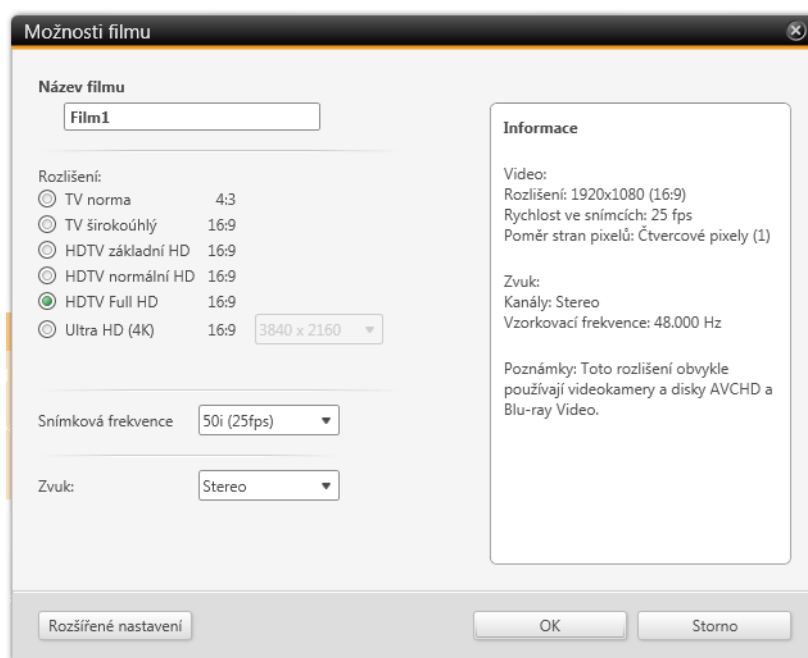 Možnosti filmu
Název filmu
Film1
Rozlišení:
TV norma 4:3
TV širokoúhlý 16:9
HDTV základní HD 16:9
HDTV normální HD 16:9
HDTV Full HD 16:9
Ultra HD (4K) 16:9 3840 x 2160
Snímková frekvence 50i (25fps)
Zvuk: Stereo
Informace
Video:
Rozlišení: 1920x1080 (16:9)
Rychlost ve snímcích: 25 fps
Poměr stran pixelů: Čtvercové pixely (1)
Zvuk:
Kanály: Stereo
Vzorkovací frekvence: 48.000 Hz
Poznámky: Toto rozlišení obvykle
používají videokamery a disky AVCHD a
Blu-ray Video.
Rozšířené nastavení OK Storno